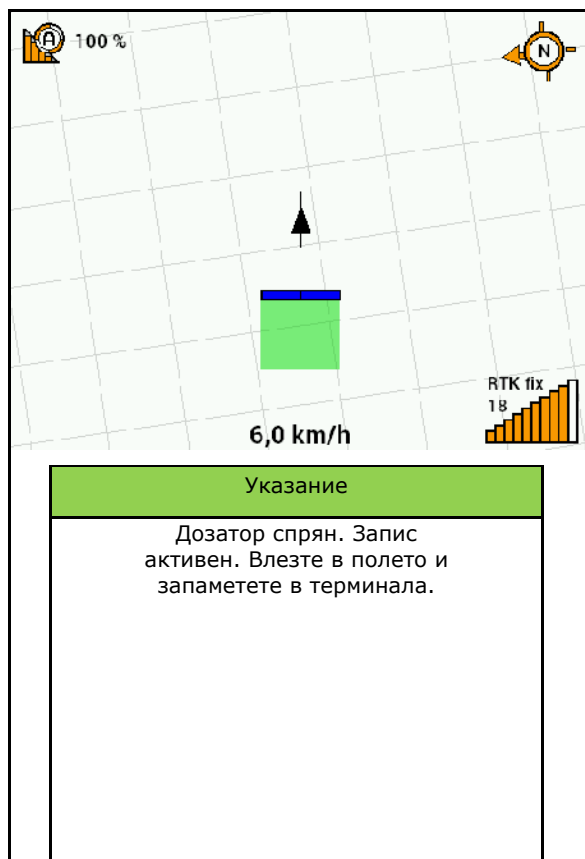 A 100 %
N
RTK fix
18
6,0 km/h
Указание
Дозатор спрян. Запис
активен. Влезте в полето и
запаметете в терминала.